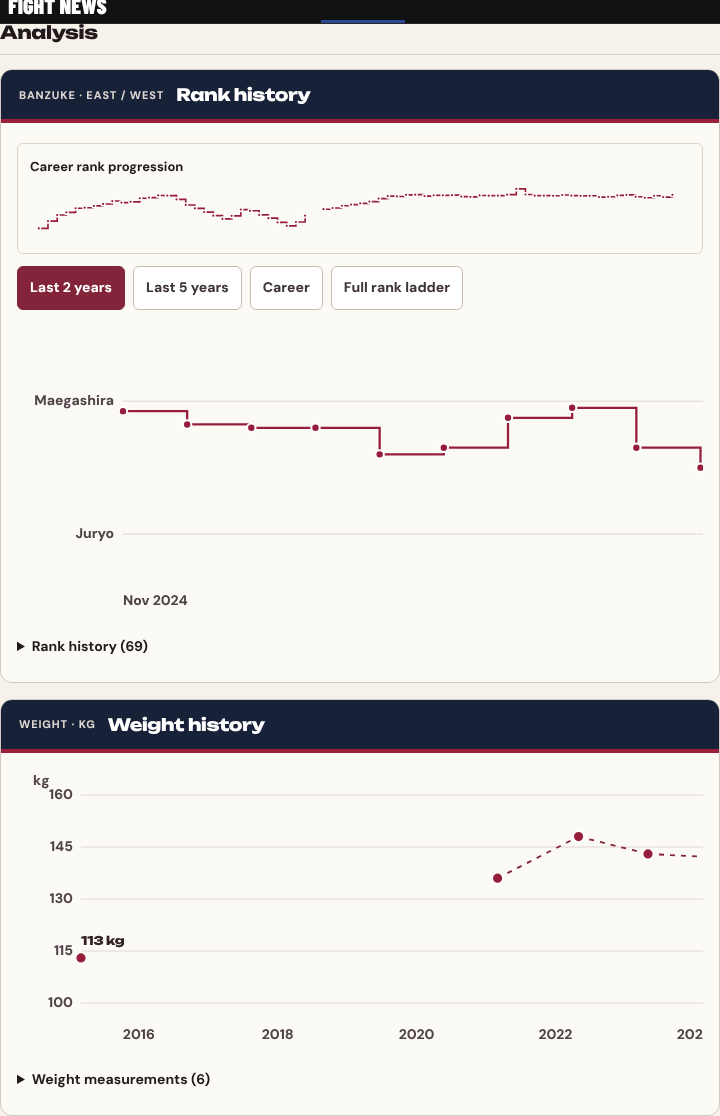 FIGHT NEWS
Analysis
BANZUKE · EAST / WEST Rank history
Career rank progression
Last 2 years Last 5 years Career Full rank ladder
Maegashira
Juryo
Nov 2024
▶ Rank history (69)
WEIGHT · KG Weight history
kg
160
145
130
113 kg
115
100
2016 2018 2020 2022 202
▶ Weight measurements (6)